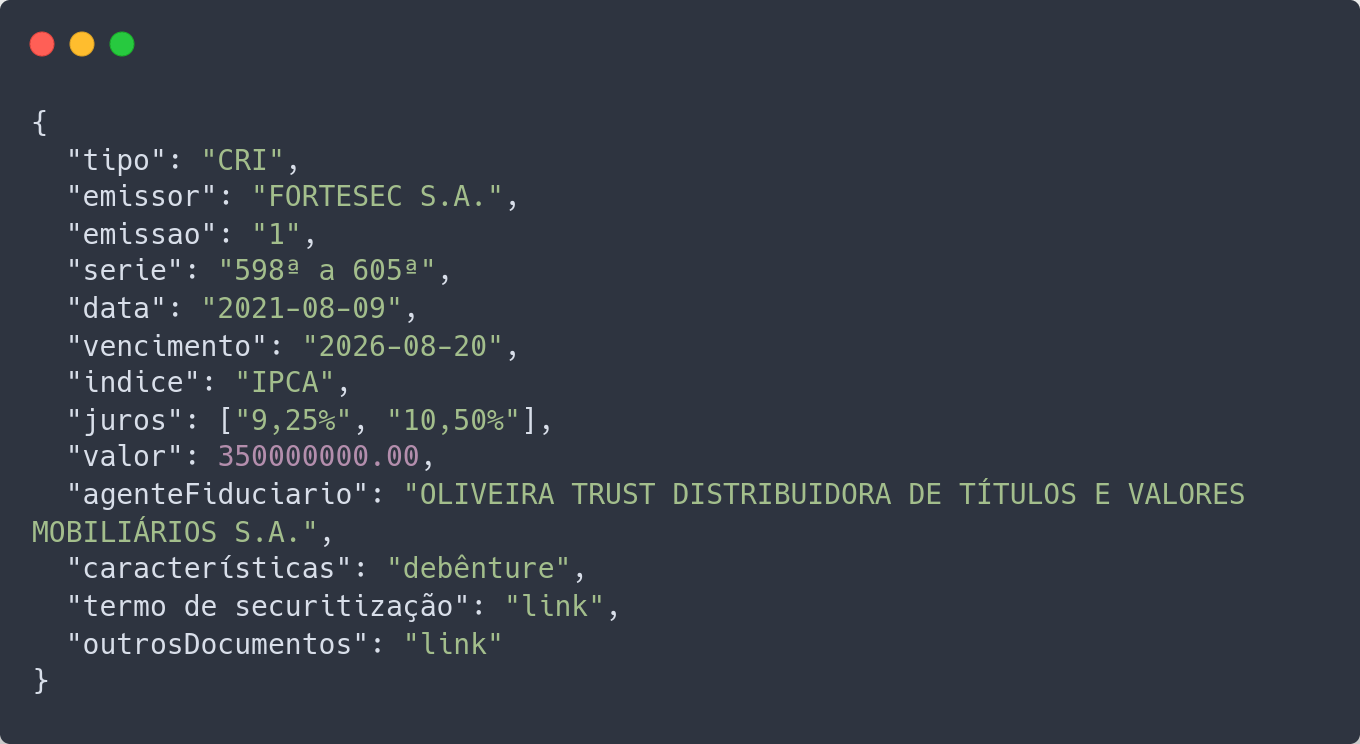 {
  "tipo": "CRI",
  "emissor": "FORTESEC S.A.",
  "emissao": "1",
  "serie": "598ª a 605ª",
  "data": "2021-08-09",
  "vencimento": "2026-08-20",
  "indice": "IPCA",
  "juros": ["9,25%", "10,50%"],
  "valor": 350000000.00,
  "agenteFiduciario": "OLIVEIRA TRUST DISTRIBUIDORA DE TÍTULOS E VALORES
MOBILIÁRIOS S.A.",
  "características": "debênture",
  "termo de securitização": "link",
  "outrosDocumentos": "link"
}